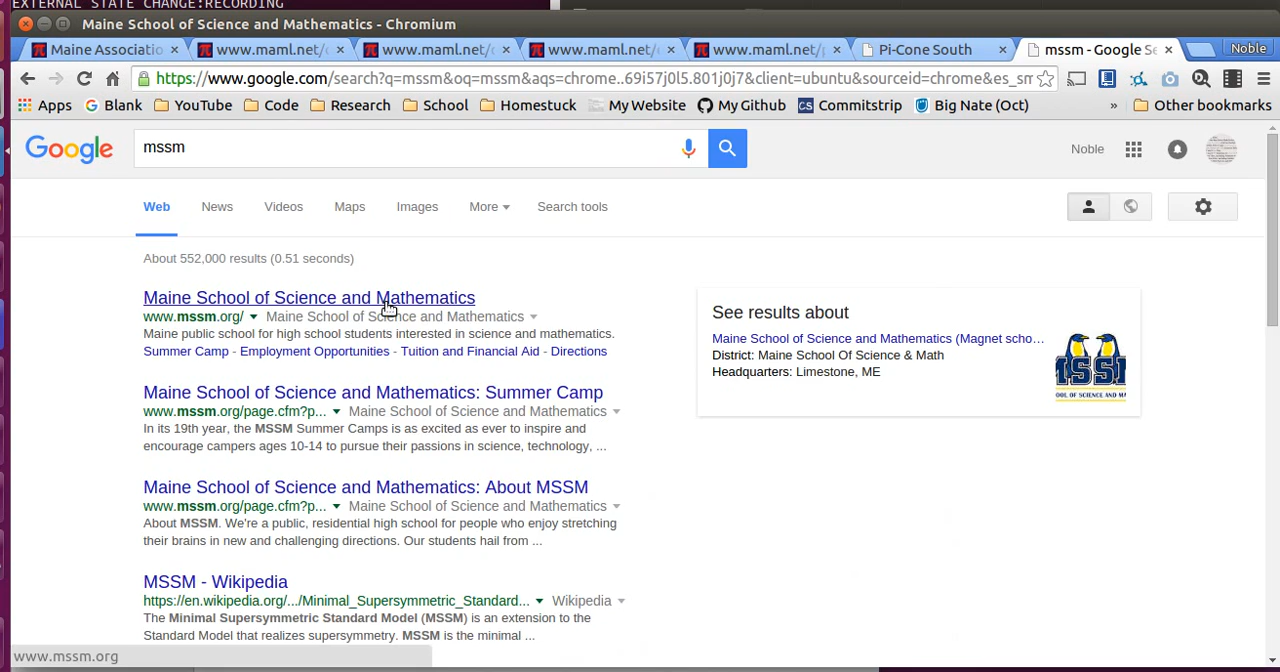 EXTERNAL STATE CHANGE:RECORDING
Maine School of Science and Mathematics - Chromium
Maine Associatio
www.maml.net/
www.maml.net/
www.maml.net/
www.maml.net/
Pi-Cone South
mssm - Google Se
Noble
https://www.google.com/search?q=mssm&oq=mssm&aqs=chrome..69i57j0l5.801j0j7&client=ubuntu&sourceid=chrome&es_sm
Apps
Blank
YouTube
Code
Research
School
Homestuck
My Website
My Github
CS Commitstrip
Big Nate (Oct)
»
Other bookmarks
Google
mssm
Noble
Web
News
Videos
Maps
Images
More
Search tools
About 552,000 results (0.51 seconds)
Maine School of Science and Mathematics
www.mssm.org/ Maine School of Science and Mathematics
Maine public school for high school students interested in science and mathematics.
Summer Camp - Employment Opportunities - Tuition and Financial Aid - Directions
Maine School of Science and Mathematics: Summer Camp
www.mssm.org/page.cfm?p... Maine School of Science and Mathematics
In its 19th year, the MSSM Summer Camps is as excited as ever to inspire and
encourage campers ages 10-14 to pursue their passions in science, technology, ...
Maine School of Science and Mathematics: About MSSM
www.mssm.org/page.cfm?p... Maine School of Science and Mathematics
About MSSM. We're a public, residential high school for people who enjoy stretching
their brains in new and challenging directions. Our students hail from ...
MSSM - Wikipedia
https://en.wikipedia.org/.../Minimal_Supersymmetric_Standard... Wikipedia
The Minimal Supersymmetric Standard Model (MSSM) is an extension to the
Standard Model that realizes supersymmetry. MSSM is the minimal ...
See results about
Maine School of Science and Mathematics (Magnet scho...
District: Maine School Of Science & Math
Headquarters: Limestone, ME
MSSM
OL OF SCIENCE AND MA
www.mssm.org